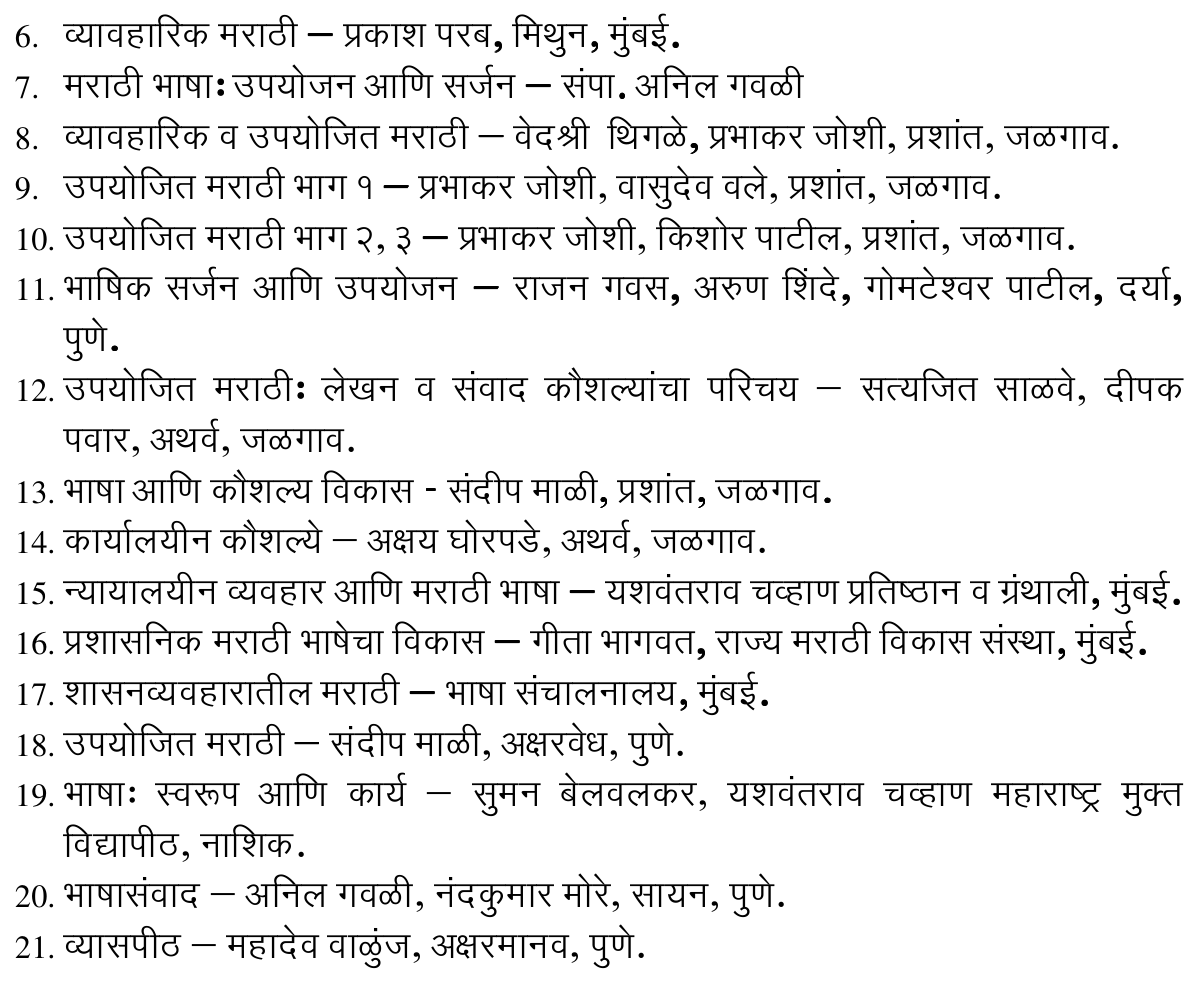 6. व्यावहारिक मराठी – प्रकाश परब, मिथुन, मुंबई.
7. मराठी भाषा: उपयोजन आणि सर्जन – संपा. अनिल गवळी
8. व्यावहारिक व उपयोजित मराठी – वेदश्री थिगळे, प्रभाकर जोशी, प्रशांत, जळगाव.
9. उपयोजित मराठी भाग १ – प्रभाकर जोशी, वासुदेव वले, प्रशांत, जळगाव.
10. उपयोजित मराठी भाग २, ३ – प्रभाकर जोशी, किशोर पाटील, प्रशांत, जळगाव.
11. भाषिक सर्जन आणि उपयोजन – राजन गवस, अरुण शिंदे, गोमटेश्वर पाटील, दर्या,
पुणे.
12. उपयोजित मराठी: लेखन व संवाद कौशल्यांचा परिचय – सत्यजित साळवे, दीपक
पवार, अथर्व, जळगाव.
13. भाषा आणि कौशल्य विकास - संदीप माळी, प्रशांत, जळगाव.
14. कार्यालयीन कौशल्ये – अक्षय घोरपडे, अथर्व, जळगाव.
15. न्यायालयीन व्यवहार आणि मराठी भाषा – यशवंतराव चव्हाण प्रतिष्ठान व ग्रंथाली, मुंबई.
16. प्रशासनिक मराठी भाषेचा विकास – गीता भागवत, राज्य मराठी विकास संस्था, मुंबई.
17. शासनव्यवहारातील मराठी – भाषा संचालनालय, मुंबई.
18. उपयोजित मराठी – संदीप माळी, अक्षरवेध, पुणे.
19. भाषा: स्वरूप आणि कार्य – सुमन बेलवलकर, यशवंतराव चव्हाण महाराष्ट्र मुक्त
विद्यापीठ, नाशिक.
20. भाषासंवाद – अनिल गवळी, नंदकुमार मोरे, सायन, पुणे.
21. व्यासपीठ – महादेव वाळुंज, अक्षरमानव, पुणे.